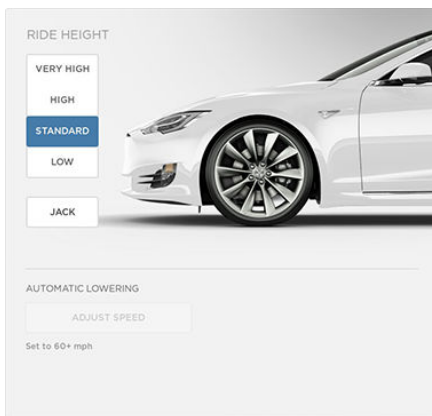 RIDE HEIGHT
VERY HIGH
HIGH
STANDARD
LOW
JACK
AUTOMATIC LOWERING
ADJUST SPEED
Set to 60+ mph